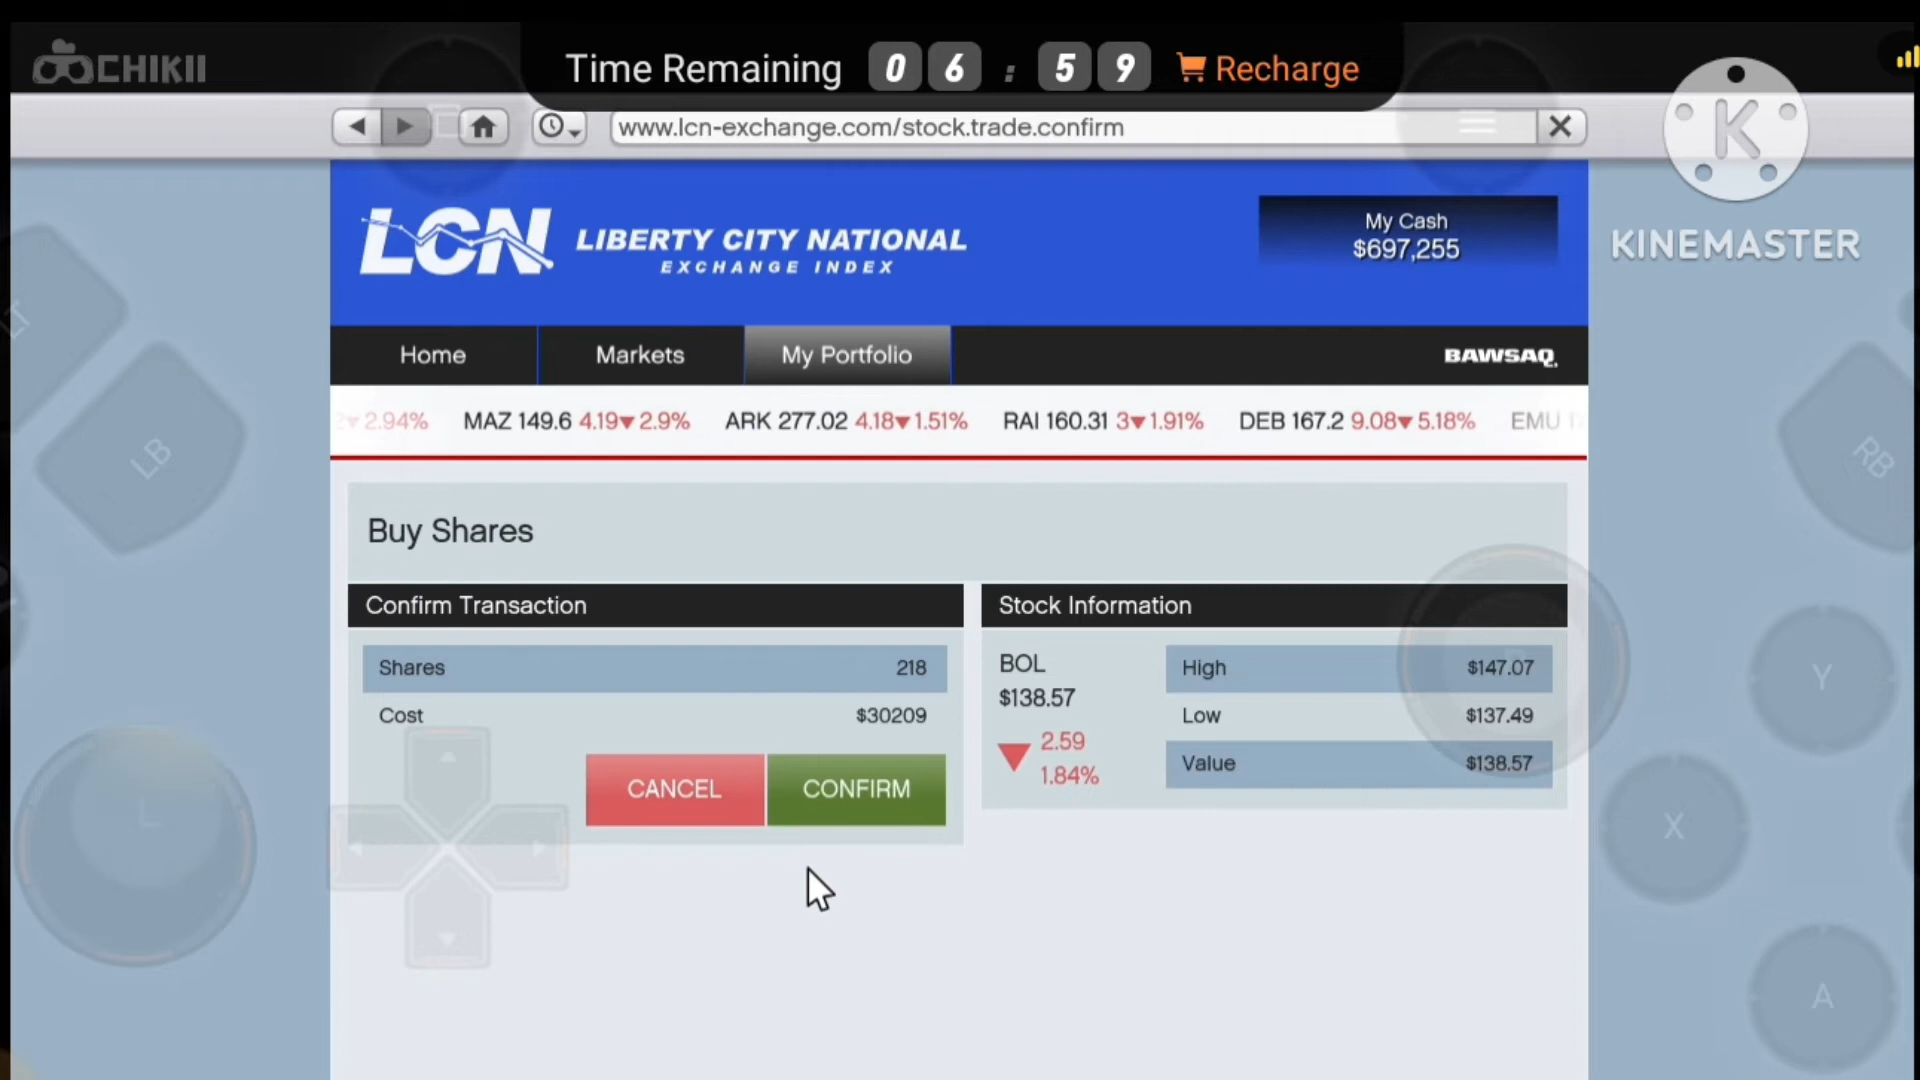 CHIKII
Time Remaining 06 : 59 Recharge
www.lcn-exchange.com/stock.trade.confirm
K
KINEMASTER
LCN LIBERTY CITY NATIONAL
EXCHANGE INDEX
My Cash
$697,255
Home Markets My Portfolio BAWSAQ.
2.94% MAZ 149.6 4.19▼2.9% ARK 277.02 4.18▼1.51% RAI 160.31 3▼1.91% DEB 167.2 9.08▼5.18% EMU
LT
LB
RB
Buy Shares
Confirm Transaction
Shares 218
Cost $30209
CANCEL CONFIRM
Stock Information
BOL
$138.57
▼ 2.59
1.84%
High $147.07
Low $137.49
Value $138.57
L
Y
X
A